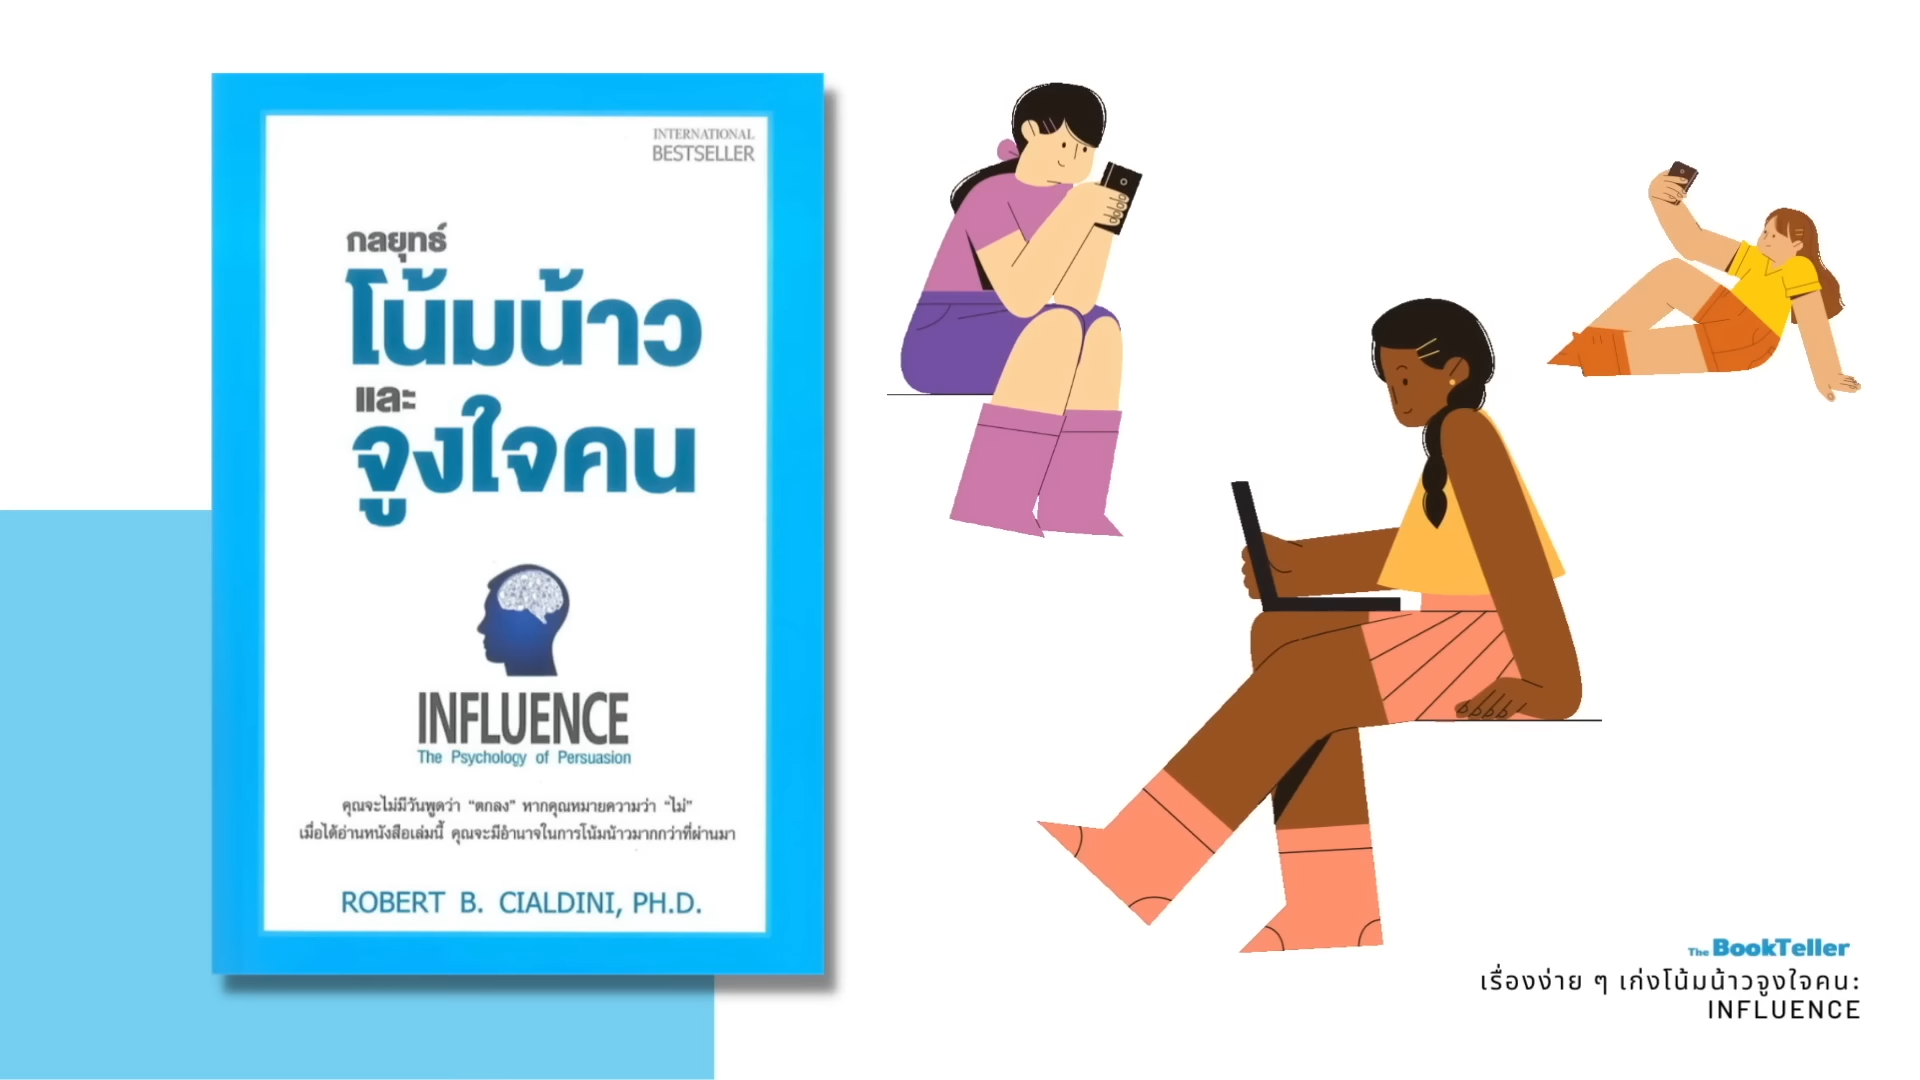 INTERNATIONAL
BESTSELLER
กลยุทธ์
โน้มน้าว
และ
จูงใจคน
INFLUENCE
The Psychology of Persuasion
คุณจะไม่มีวันพูดว่า “ตกลง” หากคุณหมายความว่า “ไม่”
เมื่อได้อ่านหนังสือเล่มนี้ คุณจะมีอำนาจในการโน้มน้าวมากกว่าที่ผ่านมา
ROBERT B. CIALDINI, PH.D.
The BookTeller
เรื่องง่าย ๆ เก่งโน้มน้าวจูงใจคน:
INFLUENCE